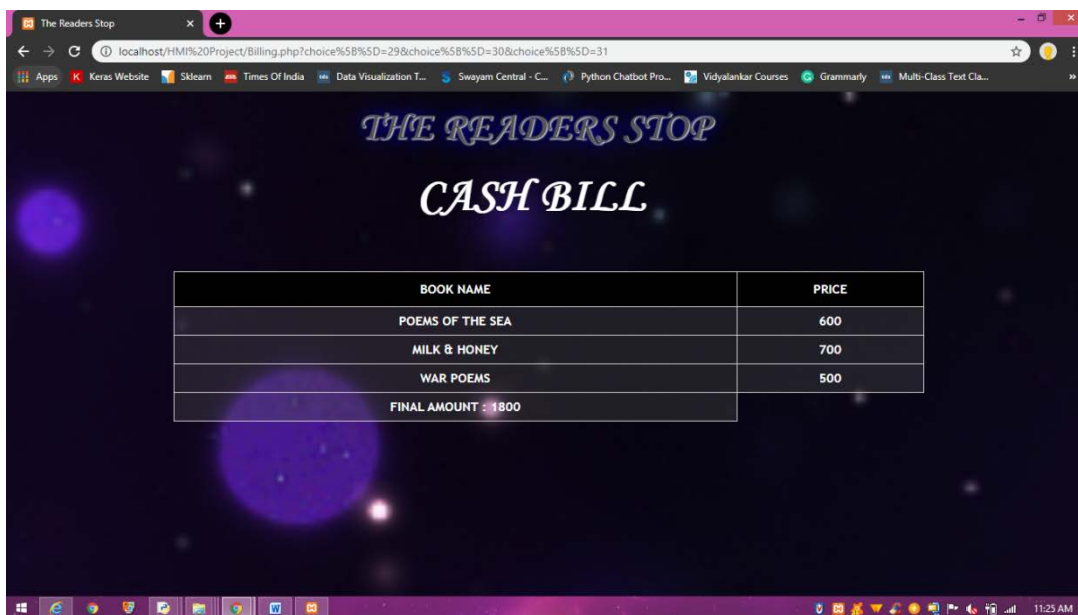 The Readers Stop
localhost/HMI%20Project/Billing.php?choice%5B%5D=29&choice%5B%5D=30&choice%5B%5D=31
Apps Keras Website Sklearn Times Of India Data Visualization T... Swayam Central - C... Python Chatbot Pro... Vidyalankar Courses Grammarly Multi-Class Text Cla... »
THE READERS STOP
CASH BILL
BOOK NAME PRICE
POEMS OF THE SEA 600
MILK & HONEY 700
WAR POEMS 500
FINAL AMOUNT : 1800
11:25 AM